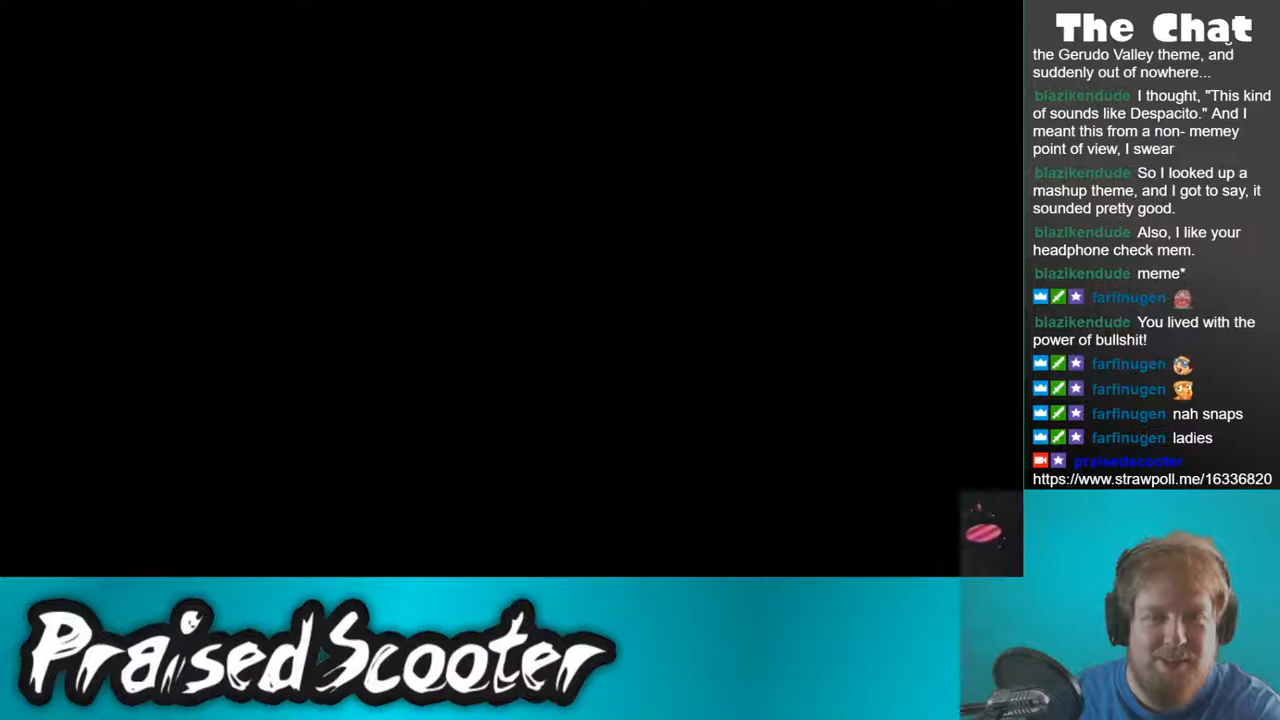 The Chat
the Gerudo Valley theme, and
suddenly out of nowhere...
blazikendude I thought, "This kind
of sounds like Despacito." And I
meant this from a non- memey
point of view, I swear
blazikendude So I looked up a
mashup theme, and I got to say, it
sounded pretty good.
blazikendude Also, I like your
headphone check mem.
blazikendude meme*
farfinugen
blazikendude You lived with the
power of bullshit!
farfinugen
farfinugen
farfinugen nah snaps
farfinugen ladies
praisedscooter
https://www.strawpoll.me/16336820
PraisedScooter